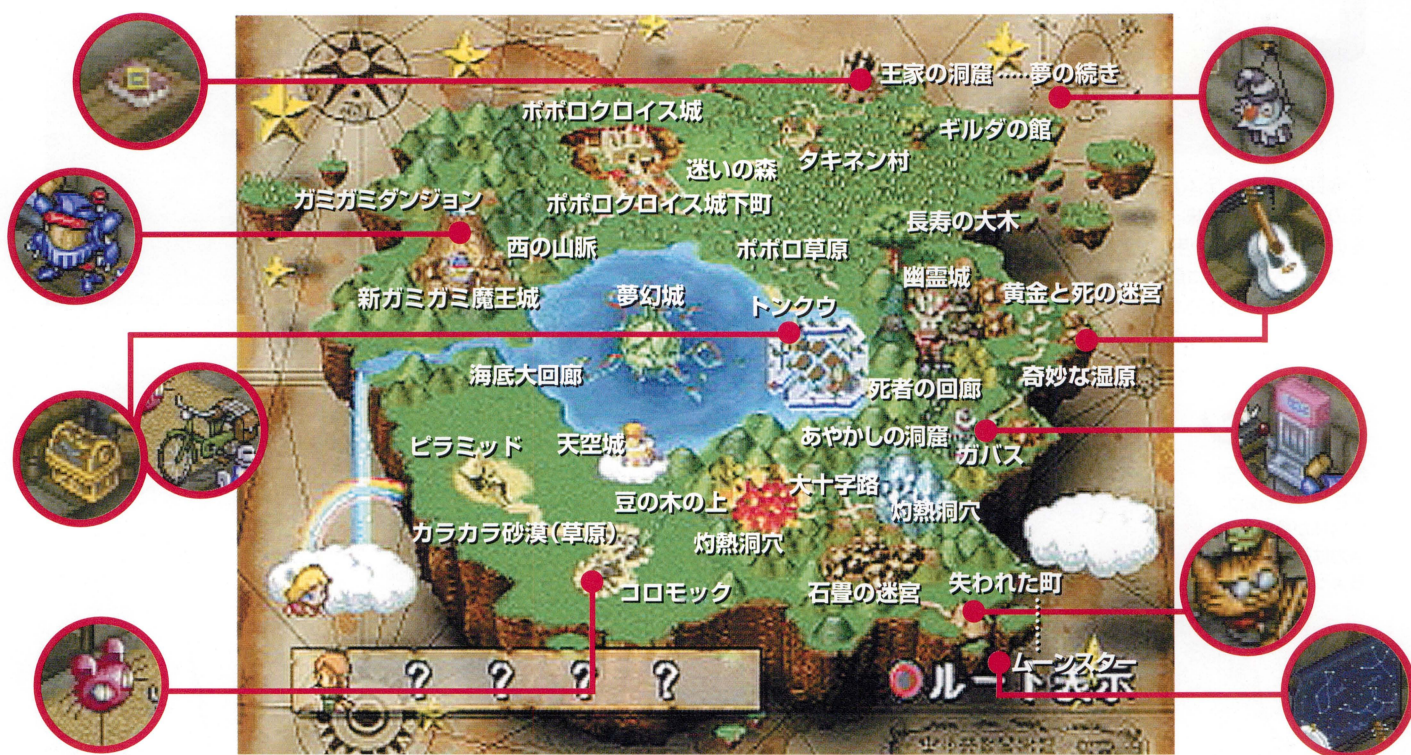 王家の洞窟……夢の続き
ポポロクロイス城
ギルダの館
迷いの森
タキネン村
ガミガミダンジョン
ポポロクロイス城下町
長寿の大木
西の山脈
ポポロ草原
幽霊城
新ガミガミ魔王城
夢幻城
トンクウ
黄金と死の迷宮
海底大回廊
死者の回廊
奇妙な湿原
ピラミッド
天空城
あやかしの洞窟
ガバス
豆の木の上
大十字路
灼熱洞穴
カラカラ砂漠(草原)
灼熱洞穴
コロモック
石畳の迷宮
失われた町
ムーンスター
? ? ? ?
ルート表示